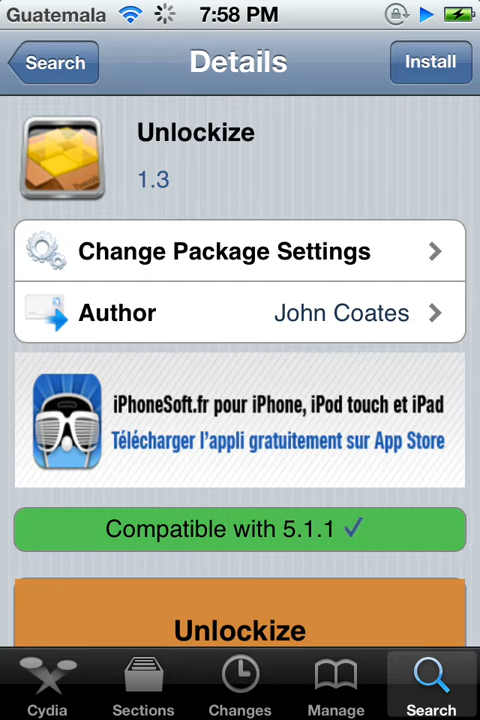 Guatemala 7:58 PM
Search Details Install
Unlockize
1.3
Change Package Settings
Author John Coates
iPhoneSoft.fr pour iPhone, iPod touch et iPad
Télécharger l'appli gratuitement sur App Store
Compatible with 5.1.1 ✓
Unlockize
Cydia Sections Changes Manage Search